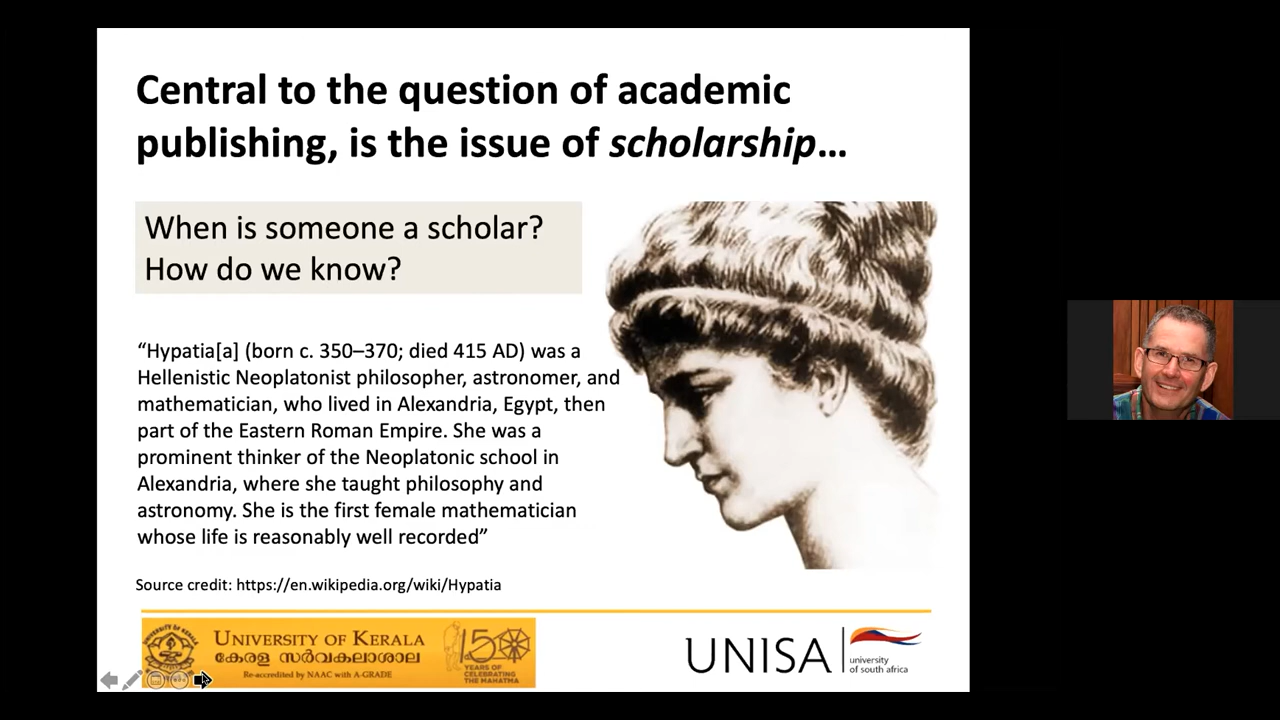 Central to the question of academic
publishing, is the issue of scholarship…
When is someone a scholar?
How do we know?
“Hypatia[a] (born c. 350–370; died 415 AD) was a
Hellenistic Neoplatonist philosopher, astronomer, and
mathematician, who lived in Alexandria, Egypt, then
part of the Eastern Roman Empire. She was a
prominent thinker of the Neoplatonic school in
Alexandria, where she taught philosophy and
astronomy. She is the first female mathematician
whose life is reasonably well recorded”
Source credit: https://en.wikipedia.org/wiki/Hypatia
UNIVERSITY OF KERALA
കേരള സർവകലാശാല
Re-accredited by NAAC with A-GRADE
150
YEARS OF
CELEBRATING
THE MAHATMA
UNISA
university
of south africa